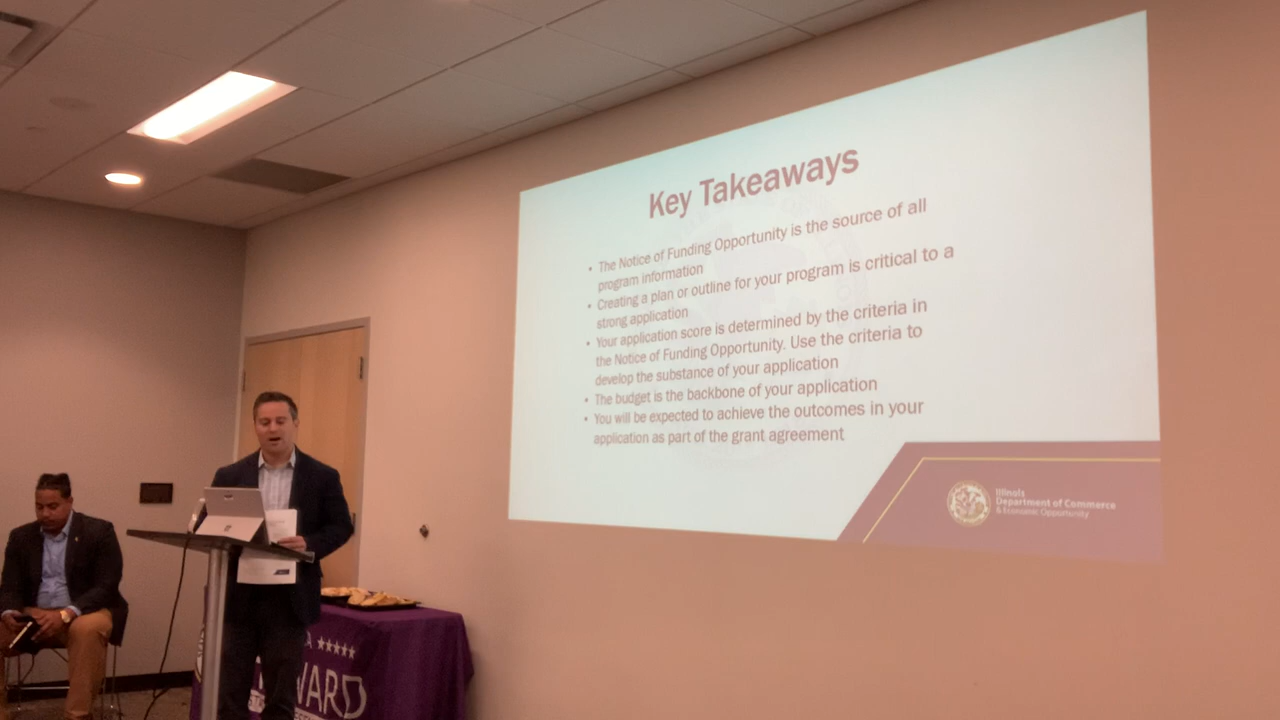 Key Takeaways
• The Notice of Funding Opportunity is the source of all
program information
• Creating a plan or outline for your program is critical to a
strong application
• Your application score is determined by the criteria in
the Notice of Funding Opportunity. Use the criteria to
develop the substance of your application
• The budget is the backbone of your application
• You will be expected to achieve the outcomes in your
application as part of the grant agreement
Illinois
Department of Commerce
& Economic Opportunity